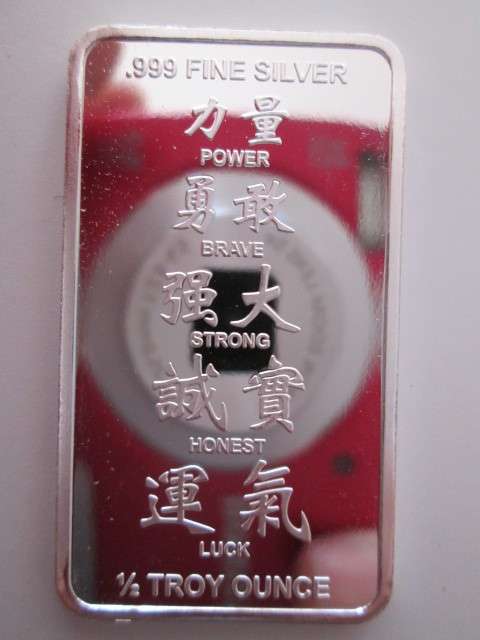 .999 FINE SILVER
力量
POWER
勇敢
BRAVE
强大
STRONG
誠實
HONEST
運氣
LUCK
½ TROY OUNCE